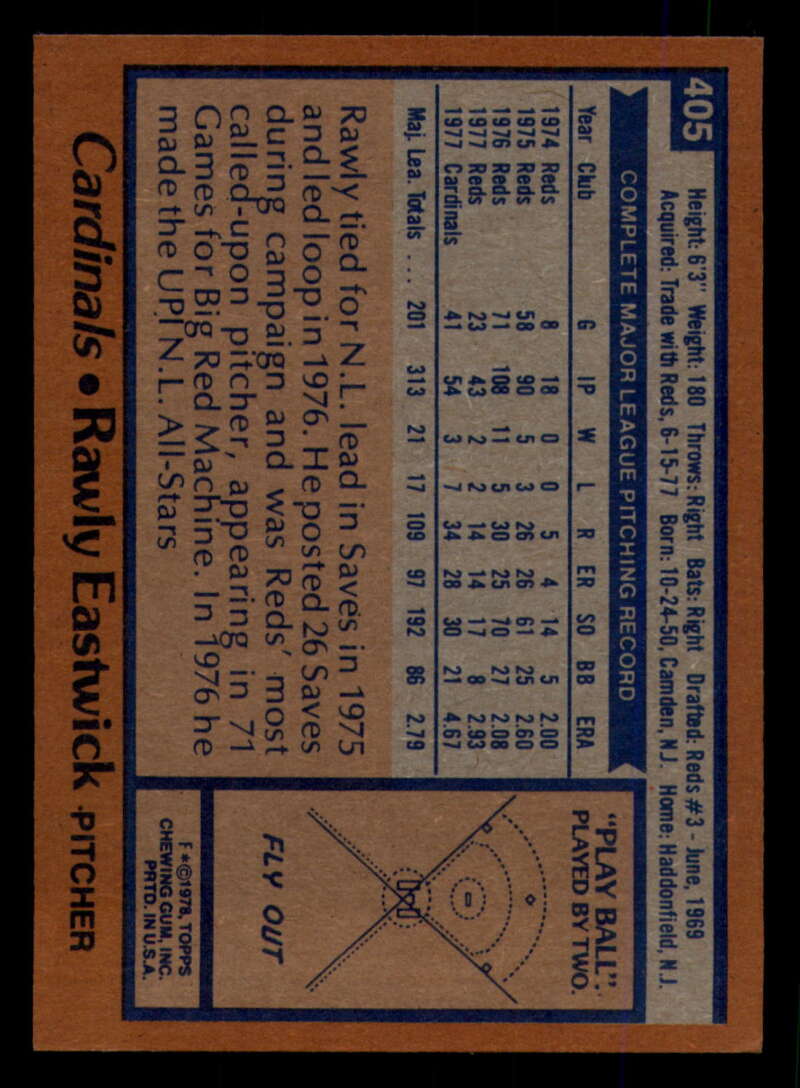 405
Height: 6'3" Weight: 180 Throws: Right Bats: Right Drafted: Reds #3 - June, 1969
Acquired: Trade with Reds, 6-15-77 Born: 10-24-50, Camden, N.J. Home: Haddonfield, N.J.
COMPLETE MAJOR LEAGUE PITCHING RECORD
Year Club G IP W L R ER SO BB ERA
1974 Reds 8 18 0 0 5 4 14 5 2.00
1975 Reds 58 90 5 3 26 26 61 25 2.60
1976 Reds 71 108 11 5 30 25 70 27 2.08
1977 Reds 23 43 2 2 14 14 17 8 2.93
1977 Cardinals 41 54 3 7 34 28 30 21 4.67
Maj. Lea. Totals ... 201 313 21 17 109 97 192 86 2.79
Rawly tied for N.L. lead in Saves in 1975
and led loop in 1976. He posted 26 Saves
during campaign and was Reds' most
called-upon pitcher, appearing in 71
Games for Big Red Machine. In 1976 he
made the UPI N.L. All-Stars
"PLAY BALL":
PLAYED BY TWO.
FLY OUT
F*©1978, TOPPS
CHEWING GUM, INC.
PRTD. IN U.S.A.
Cardinals • Rawly Eastwick PITCHER